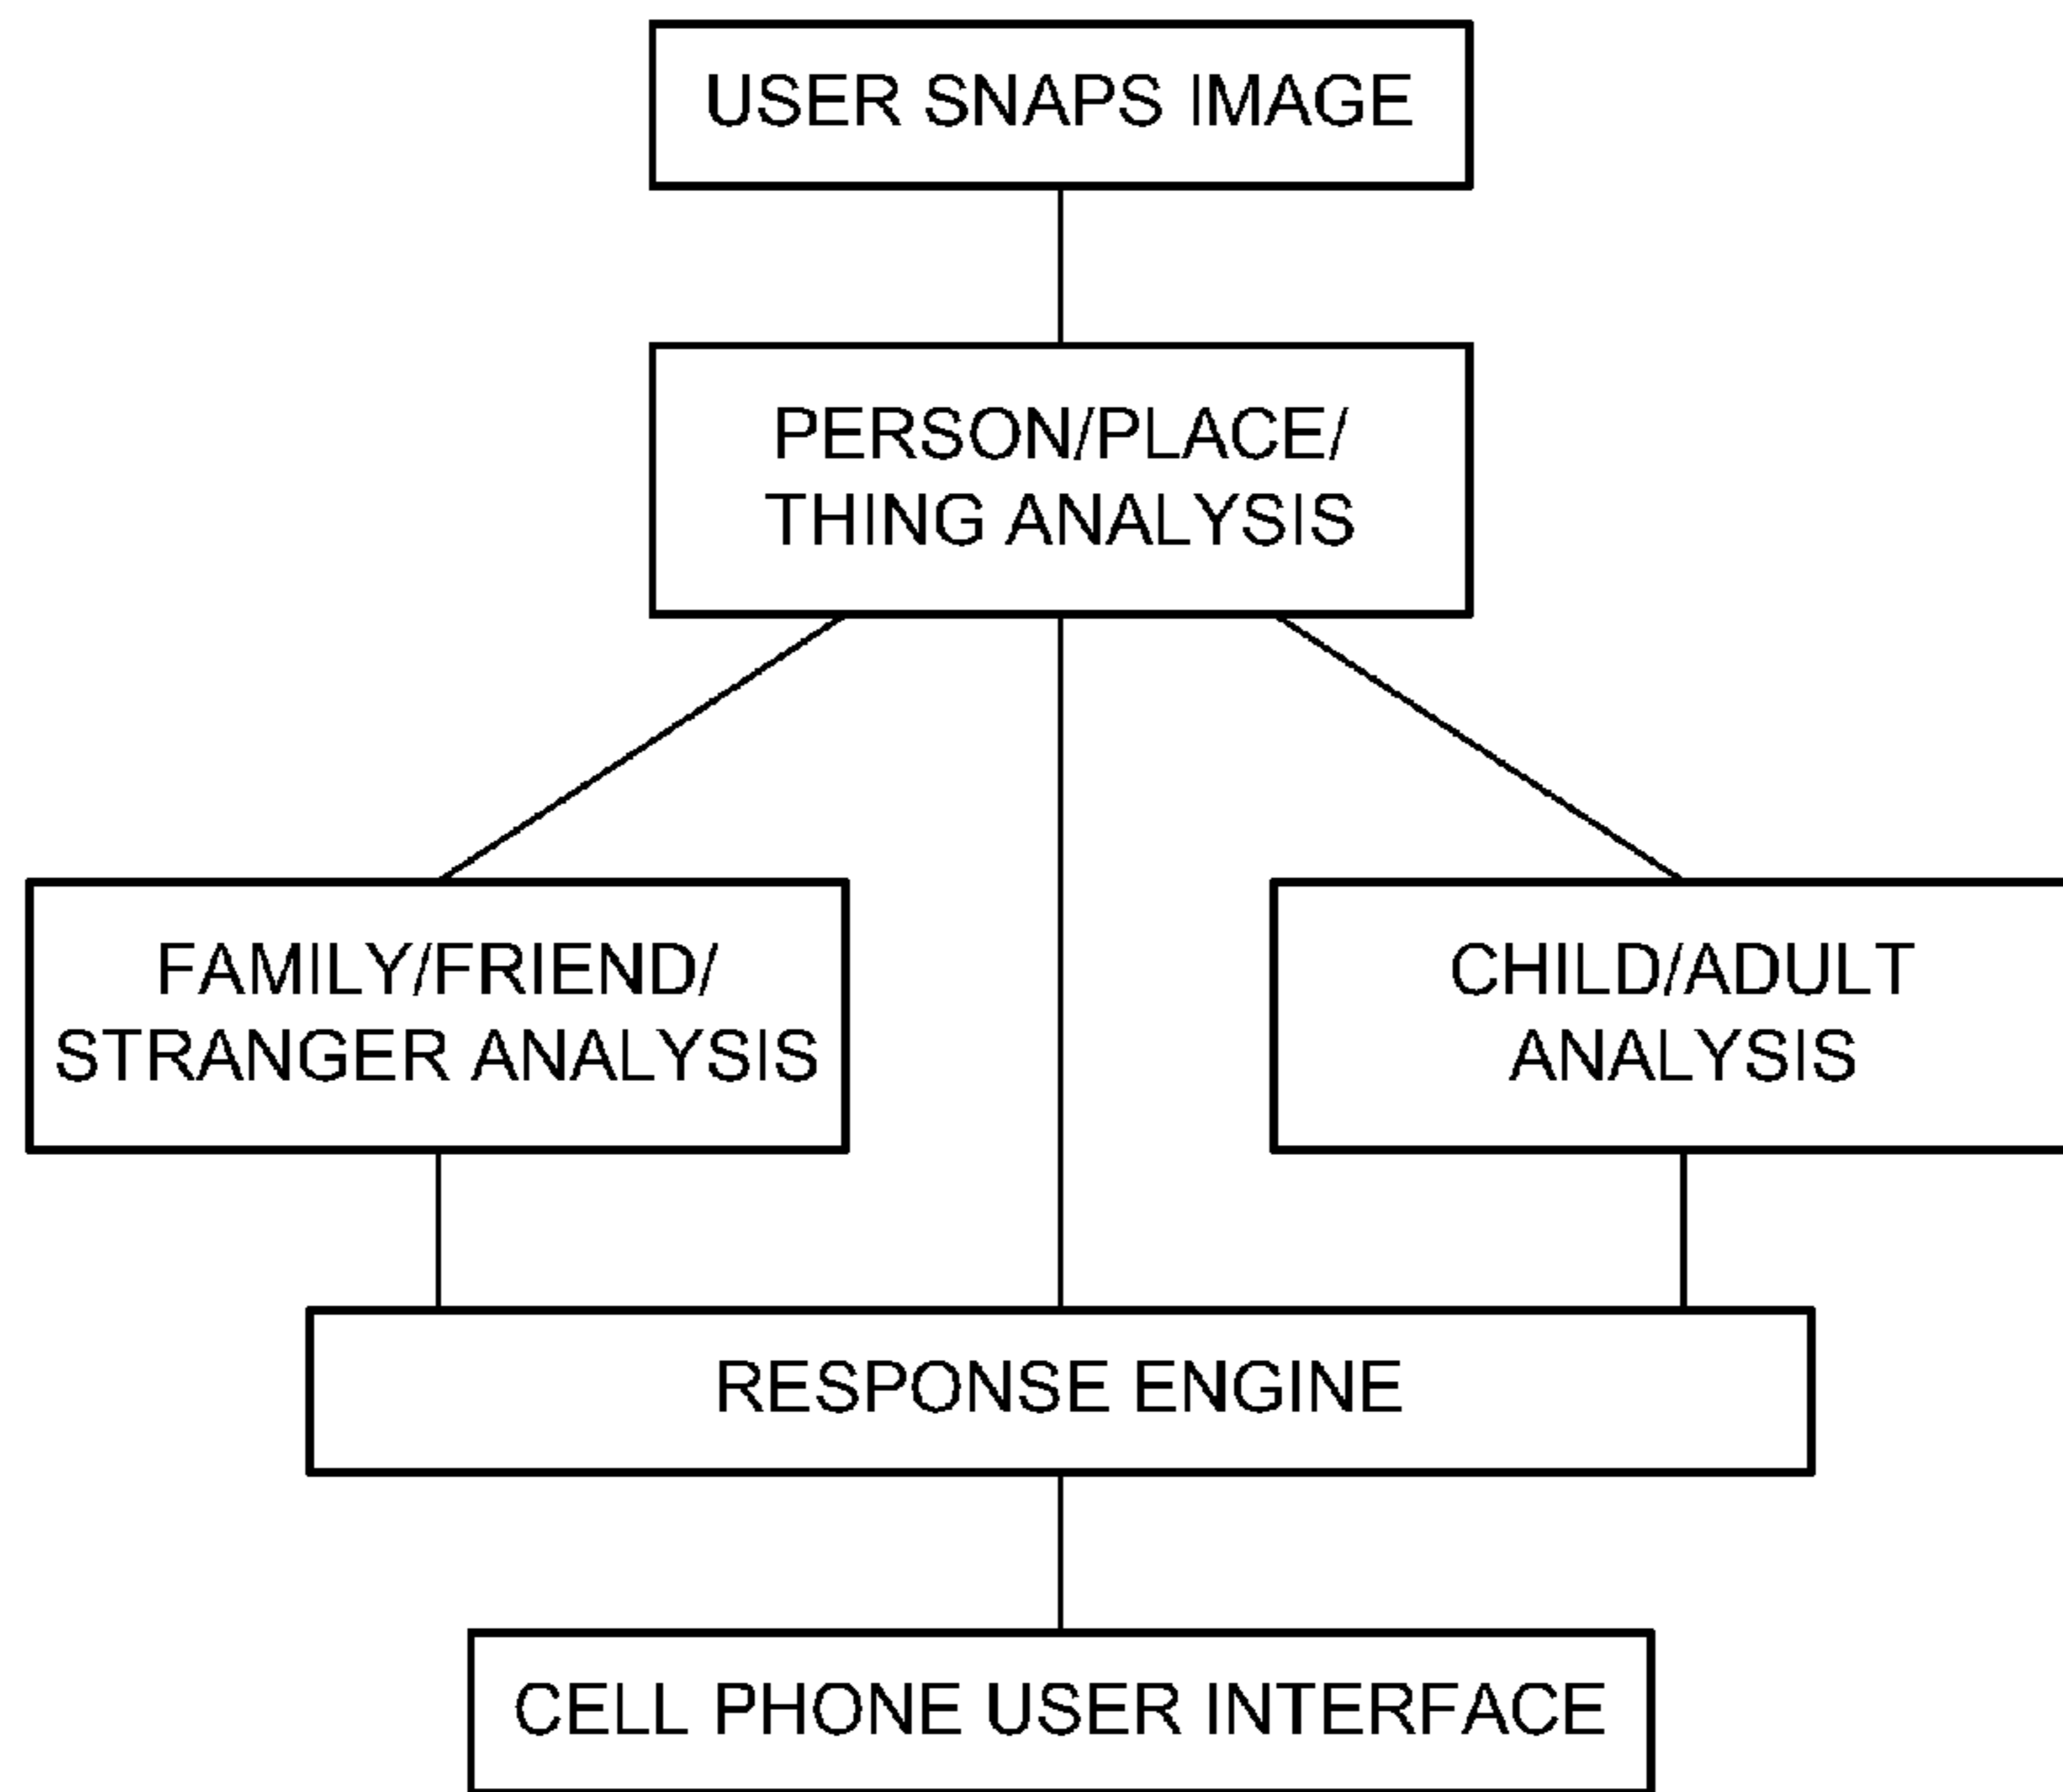 USER SNAPS IMAGE
PERSON/PLACE/
THING ANALYSIS
FAMILY/FRIEND/
STRANGER ANALYSIS
CHILD/ADULT
ANALYSIS
RESPONSE ENGINE
CELL PHONE USER INTERFACE